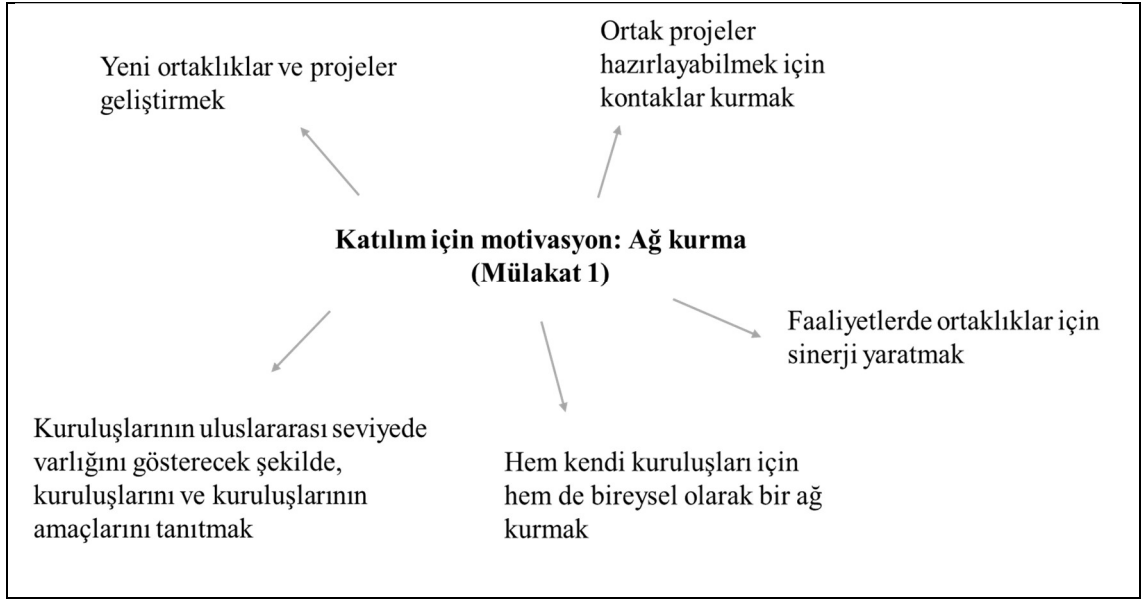 Yeni ortaklıklar ve projeler
geliştirmek
Ortak projeler
hazırlayabilmek için
kontaklar kurmak
Katılım için motivasyon: Ağ kurma
(Mülakat 1)
Faaliyetlerde ortaklıklar için
sinerji yaratmak
Kuruluşlarının uluslararası seviyede
varlığını gösterecek şekilde,
kuruluşlarını ve kuruluşlarının
amaçlarını tanıtmak
Hem kendi kuruluşları için
hem de bireysel olarak bir ağ
kurmak